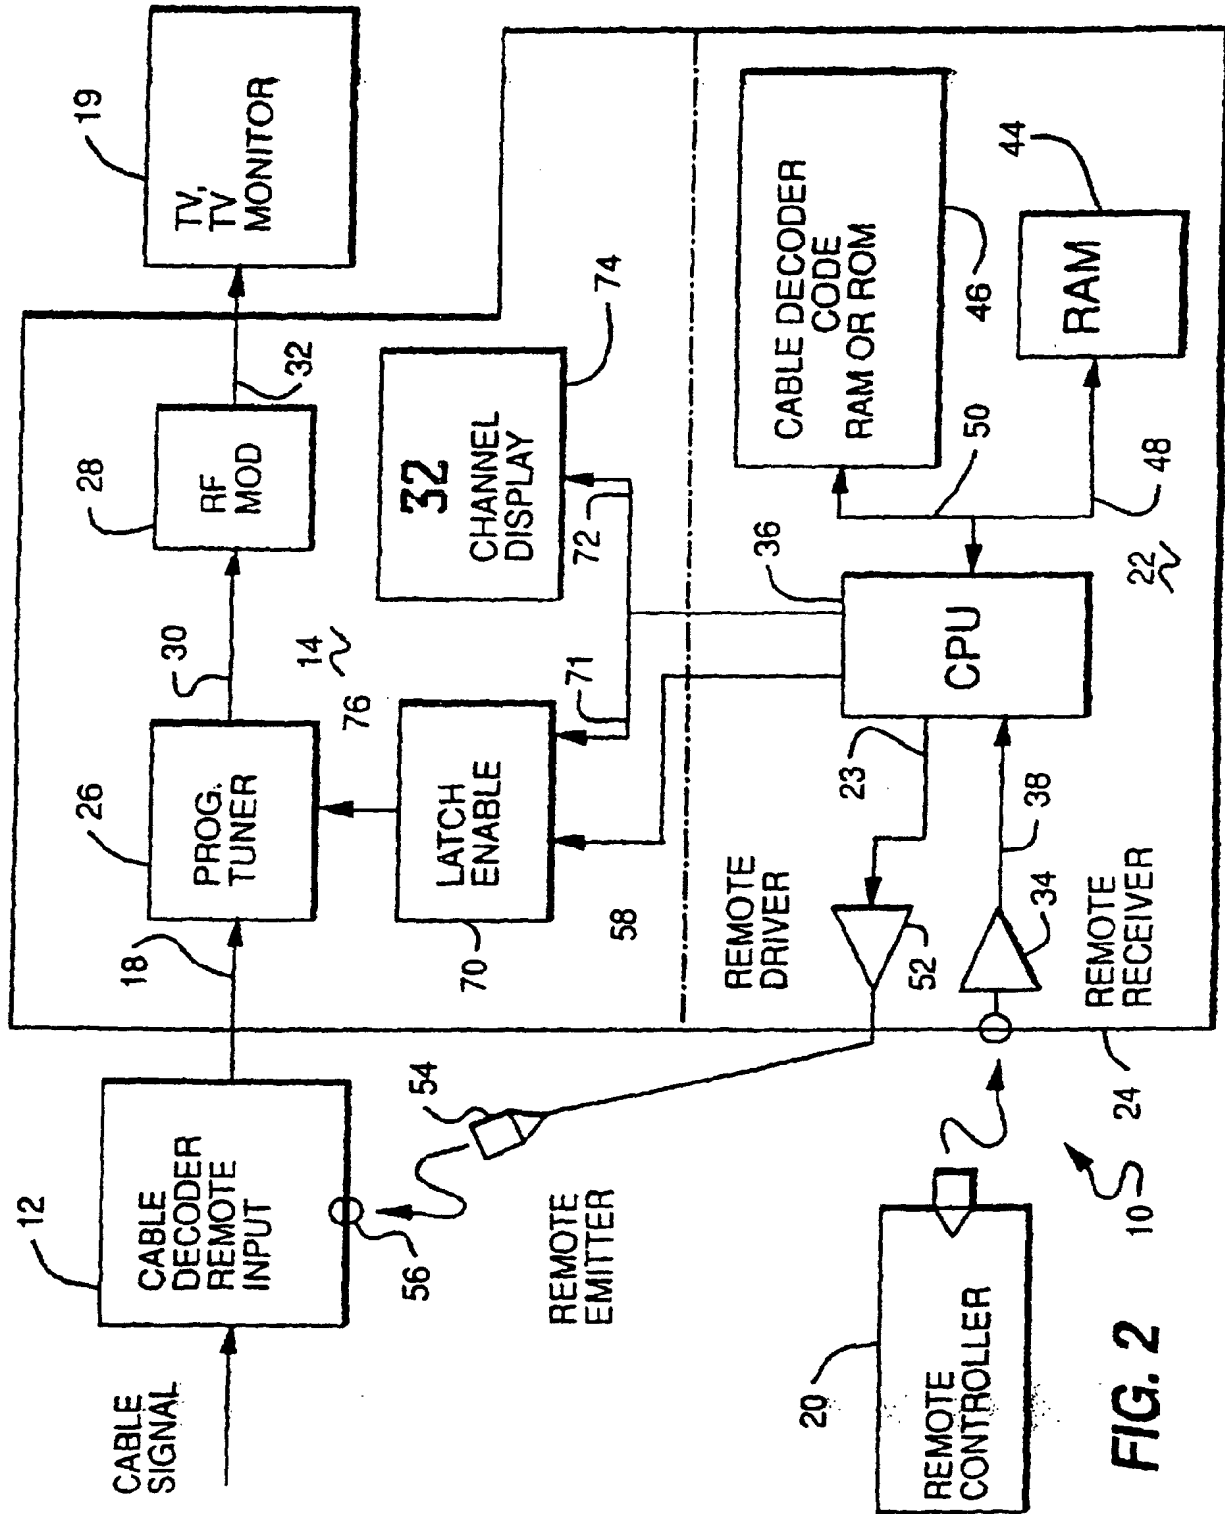 CABLE
SIGNAL
12
CABLE
DECODER
REMOTE
INPUT
56
54
REMOTE
EMITTER
18
26
PROG.
TUNER
30
28
RF
MOD
32
19
TV,
TV
MONITOR
14
76
70
LATCH
ENABLE
71
72
32
CHANNEL
DISPLAY
74
58
REMOTE
DRIVER
52
23
36
CPU
38
34
REMOTE
RECEIVER
24
50
CABLE DECODER
CODE
RAM OR ROM
46
44
RAM
48
22
20
REMOTE
CONTROLLER
10
FIG. 2